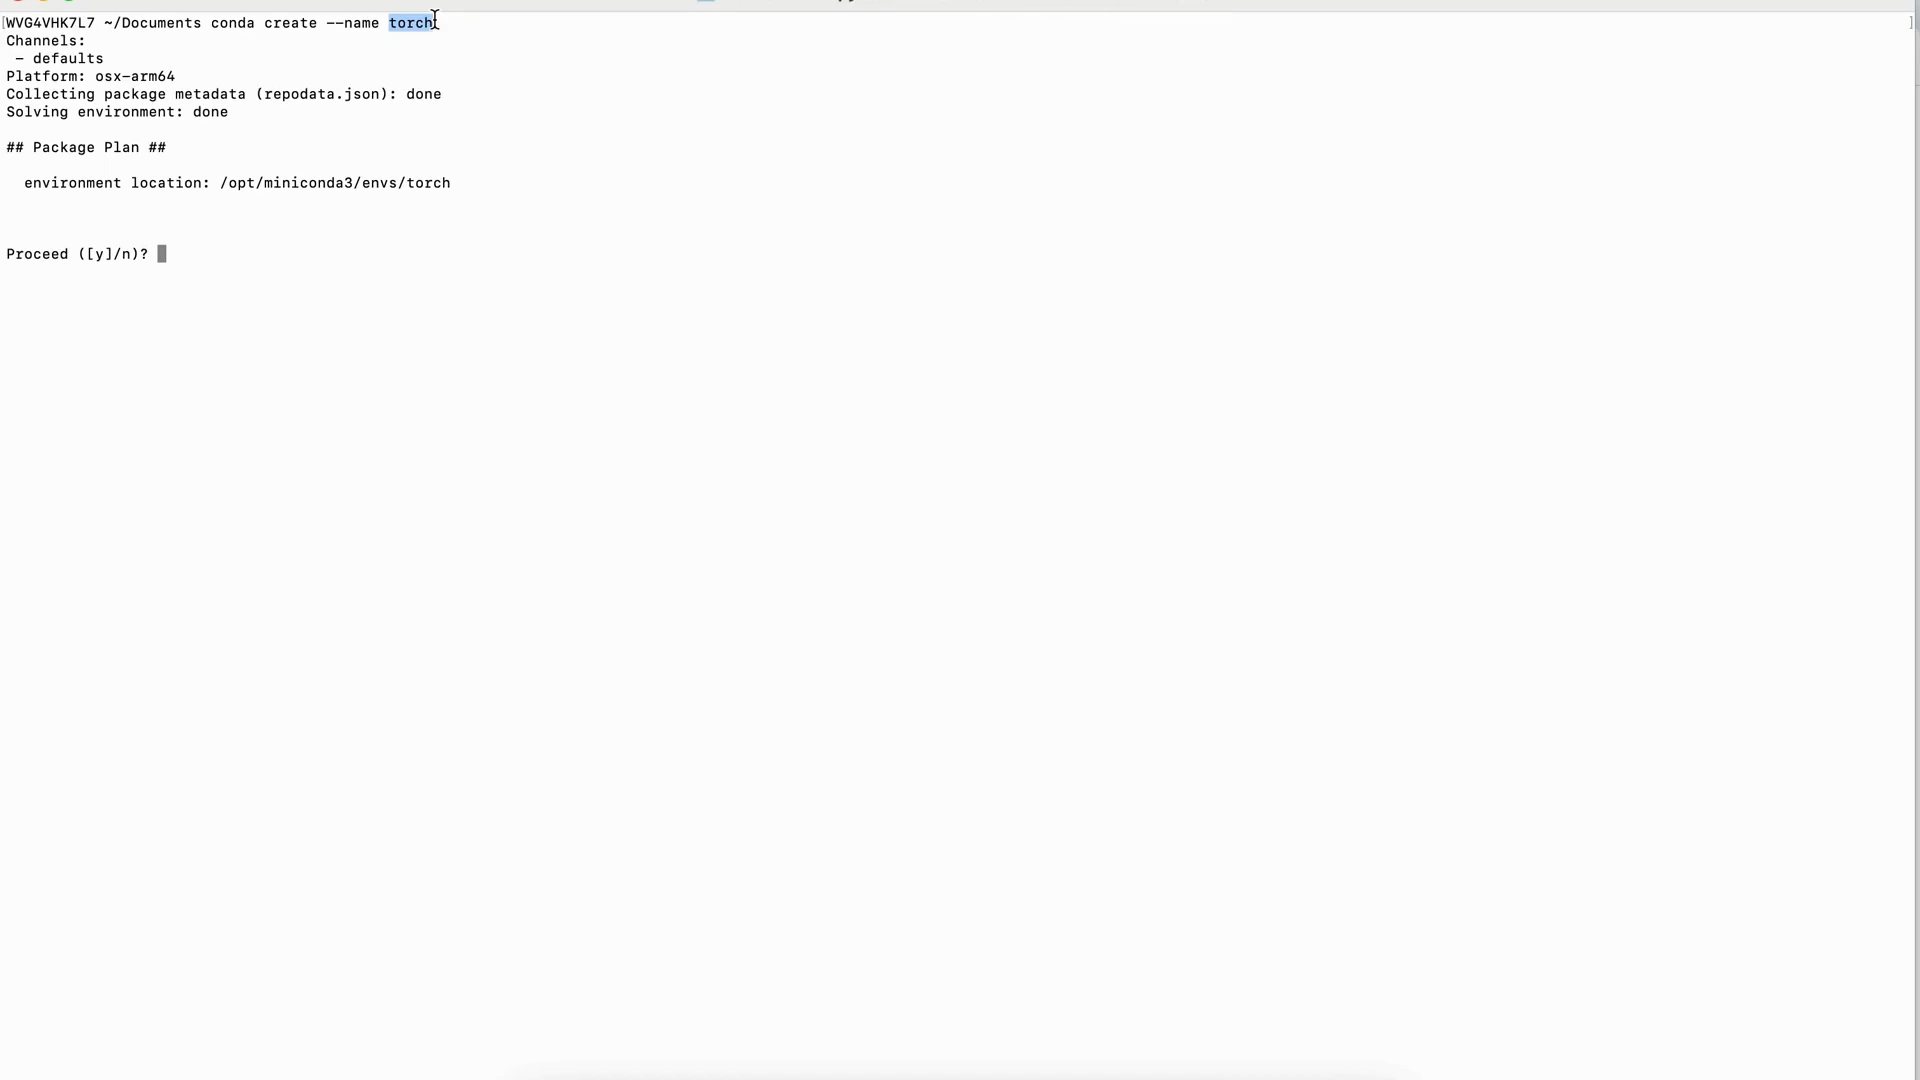 [WVG4VHK7L7 ~/Documents conda create --name torch ]
Channels:
 - defaults
Platform: osx-arm64
Collecting package metadata (repodata.json): done
Solving environment: done
## Package Plan ##
  environment location: /opt/miniconda3/envs/torch
Proceed ([y]/n)?